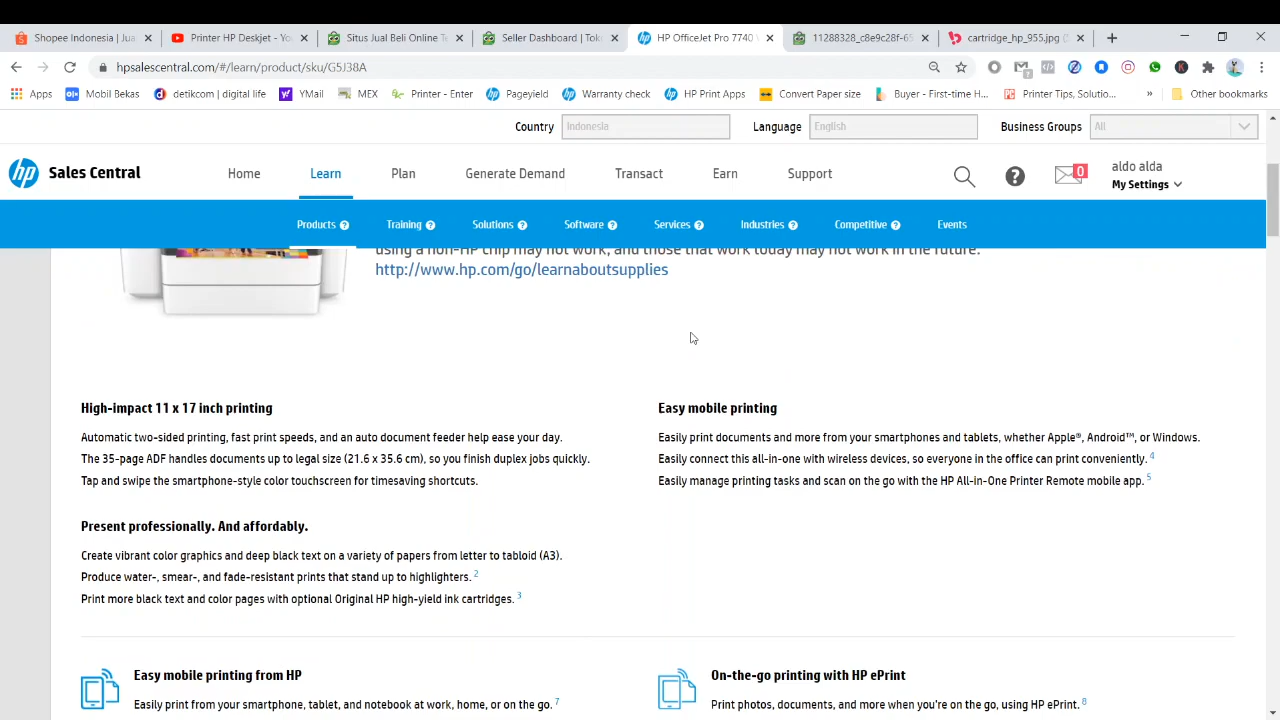 Shopee Indonesia | Jua
Printer HP Deskjet - Yo
Situs Jual Beli Online Te
Seller Dashboard | Toko
HP OfficeJet Pro 7740 W
11288328_c8e9c28f-65
cartridge_hp_955.jpg (5
hpsalescentral.com/#/learn/product/sku/G5J38A
Apps
Mobil Bekas
detikcom | digital life
YMail
MEX
Printer - Enter
Pageyield
Warranty check
HP Print Apps
Convert Paper size
Buyer - First-time H...
Printer Tips, Solutio...
»
Other bookmarks
Country
Indonesia
Language
English
Business Groups
All
hp
Sales Central
Home
Learn
Plan
Generate Demand
Transact
Earn
Support
0
aldo alda
My Settings
Products ?
Training ?
Solutions ?
Software ?
Services ?
Industries ?
Competitive ?
Events
using a non-HP chip may not work, and those that work today may not work in the future.
http://www.hp.com/go/learnaboutsupplies
High-impact 11 x 17 inch printing
Automatic two-sided printing, fast print speeds, and an auto document feeder help ease your day.
The 35-page ADF handles documents up to legal size (21.6 x 35.6 cm), so you finish duplex jobs quickly.
Tap and swipe the smartphone-style color touchscreen for timesaving shortcuts.
Easy mobile printing
Easily print documents and more from your smartphones and tablets, whether Apple®, Android™, or Windows.
Easily connect this all-in-one with wireless devices, so everyone in the office can print conveniently. 4
Easily manage printing tasks and scan on the go with the HP All-in-One Printer Remote mobile app. 5
Present professionally. And affordably.
Create vibrant color graphics and deep black text on a variety of papers from letter to tabloid (A3).
Produce water-, smear-, and fade-resistant prints that stand up to highlighters. 2
Print more black text and color pages with optional Original HP high-yield ink cartridges. 3
Easy mobile printing from HP
Easily print from your smartphone, tablet, and notebook at work, home, or on the go. 7
On-the-go printing with HP ePrint
Print photos, documents, and more when you're on the go, using HP ePrint. 8